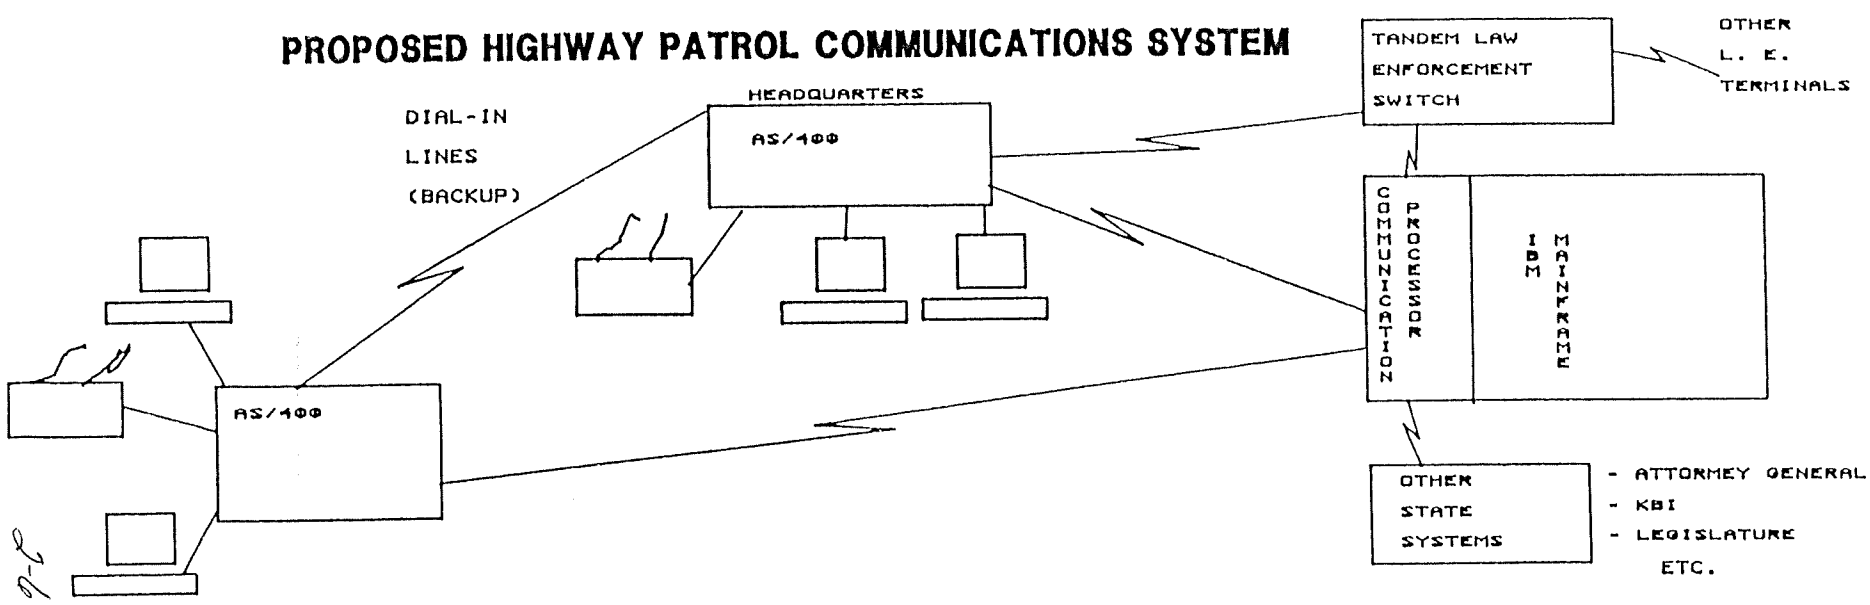 PROPOSED HIGHWAY PATROL COMMUNICATIONS SYSTEM
HEADQUARTERS
AS/400
DIAL-IN
LINES
(BACKUP)
TANDEM LAW
ENFORCEMENT
SWITCH
OTHER
L. E.
TERMINALS
COMMUNICATION
PROCESSOR
IBM
MAINFRAME
AS/400
OTHER
STATE
SYSTEMS
- ATTORMEY GENERAL
- KBI
- LEGISLATURE
ETC.